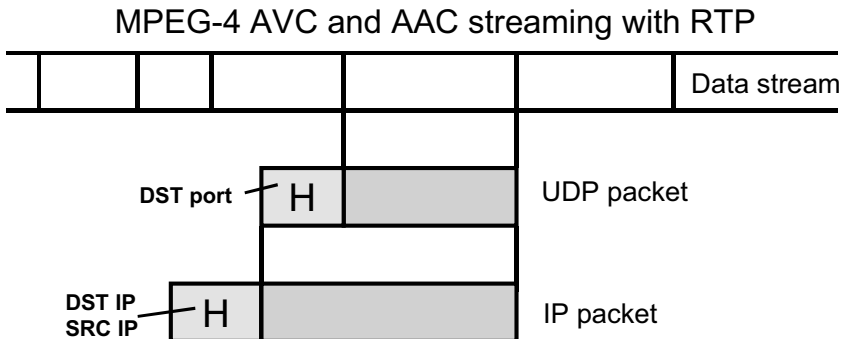 MPEG-4 AVC and AAC streaming with RTP
Data stream
DST port
H
UDP packet
DST IP
SRC IP
H
IP packet